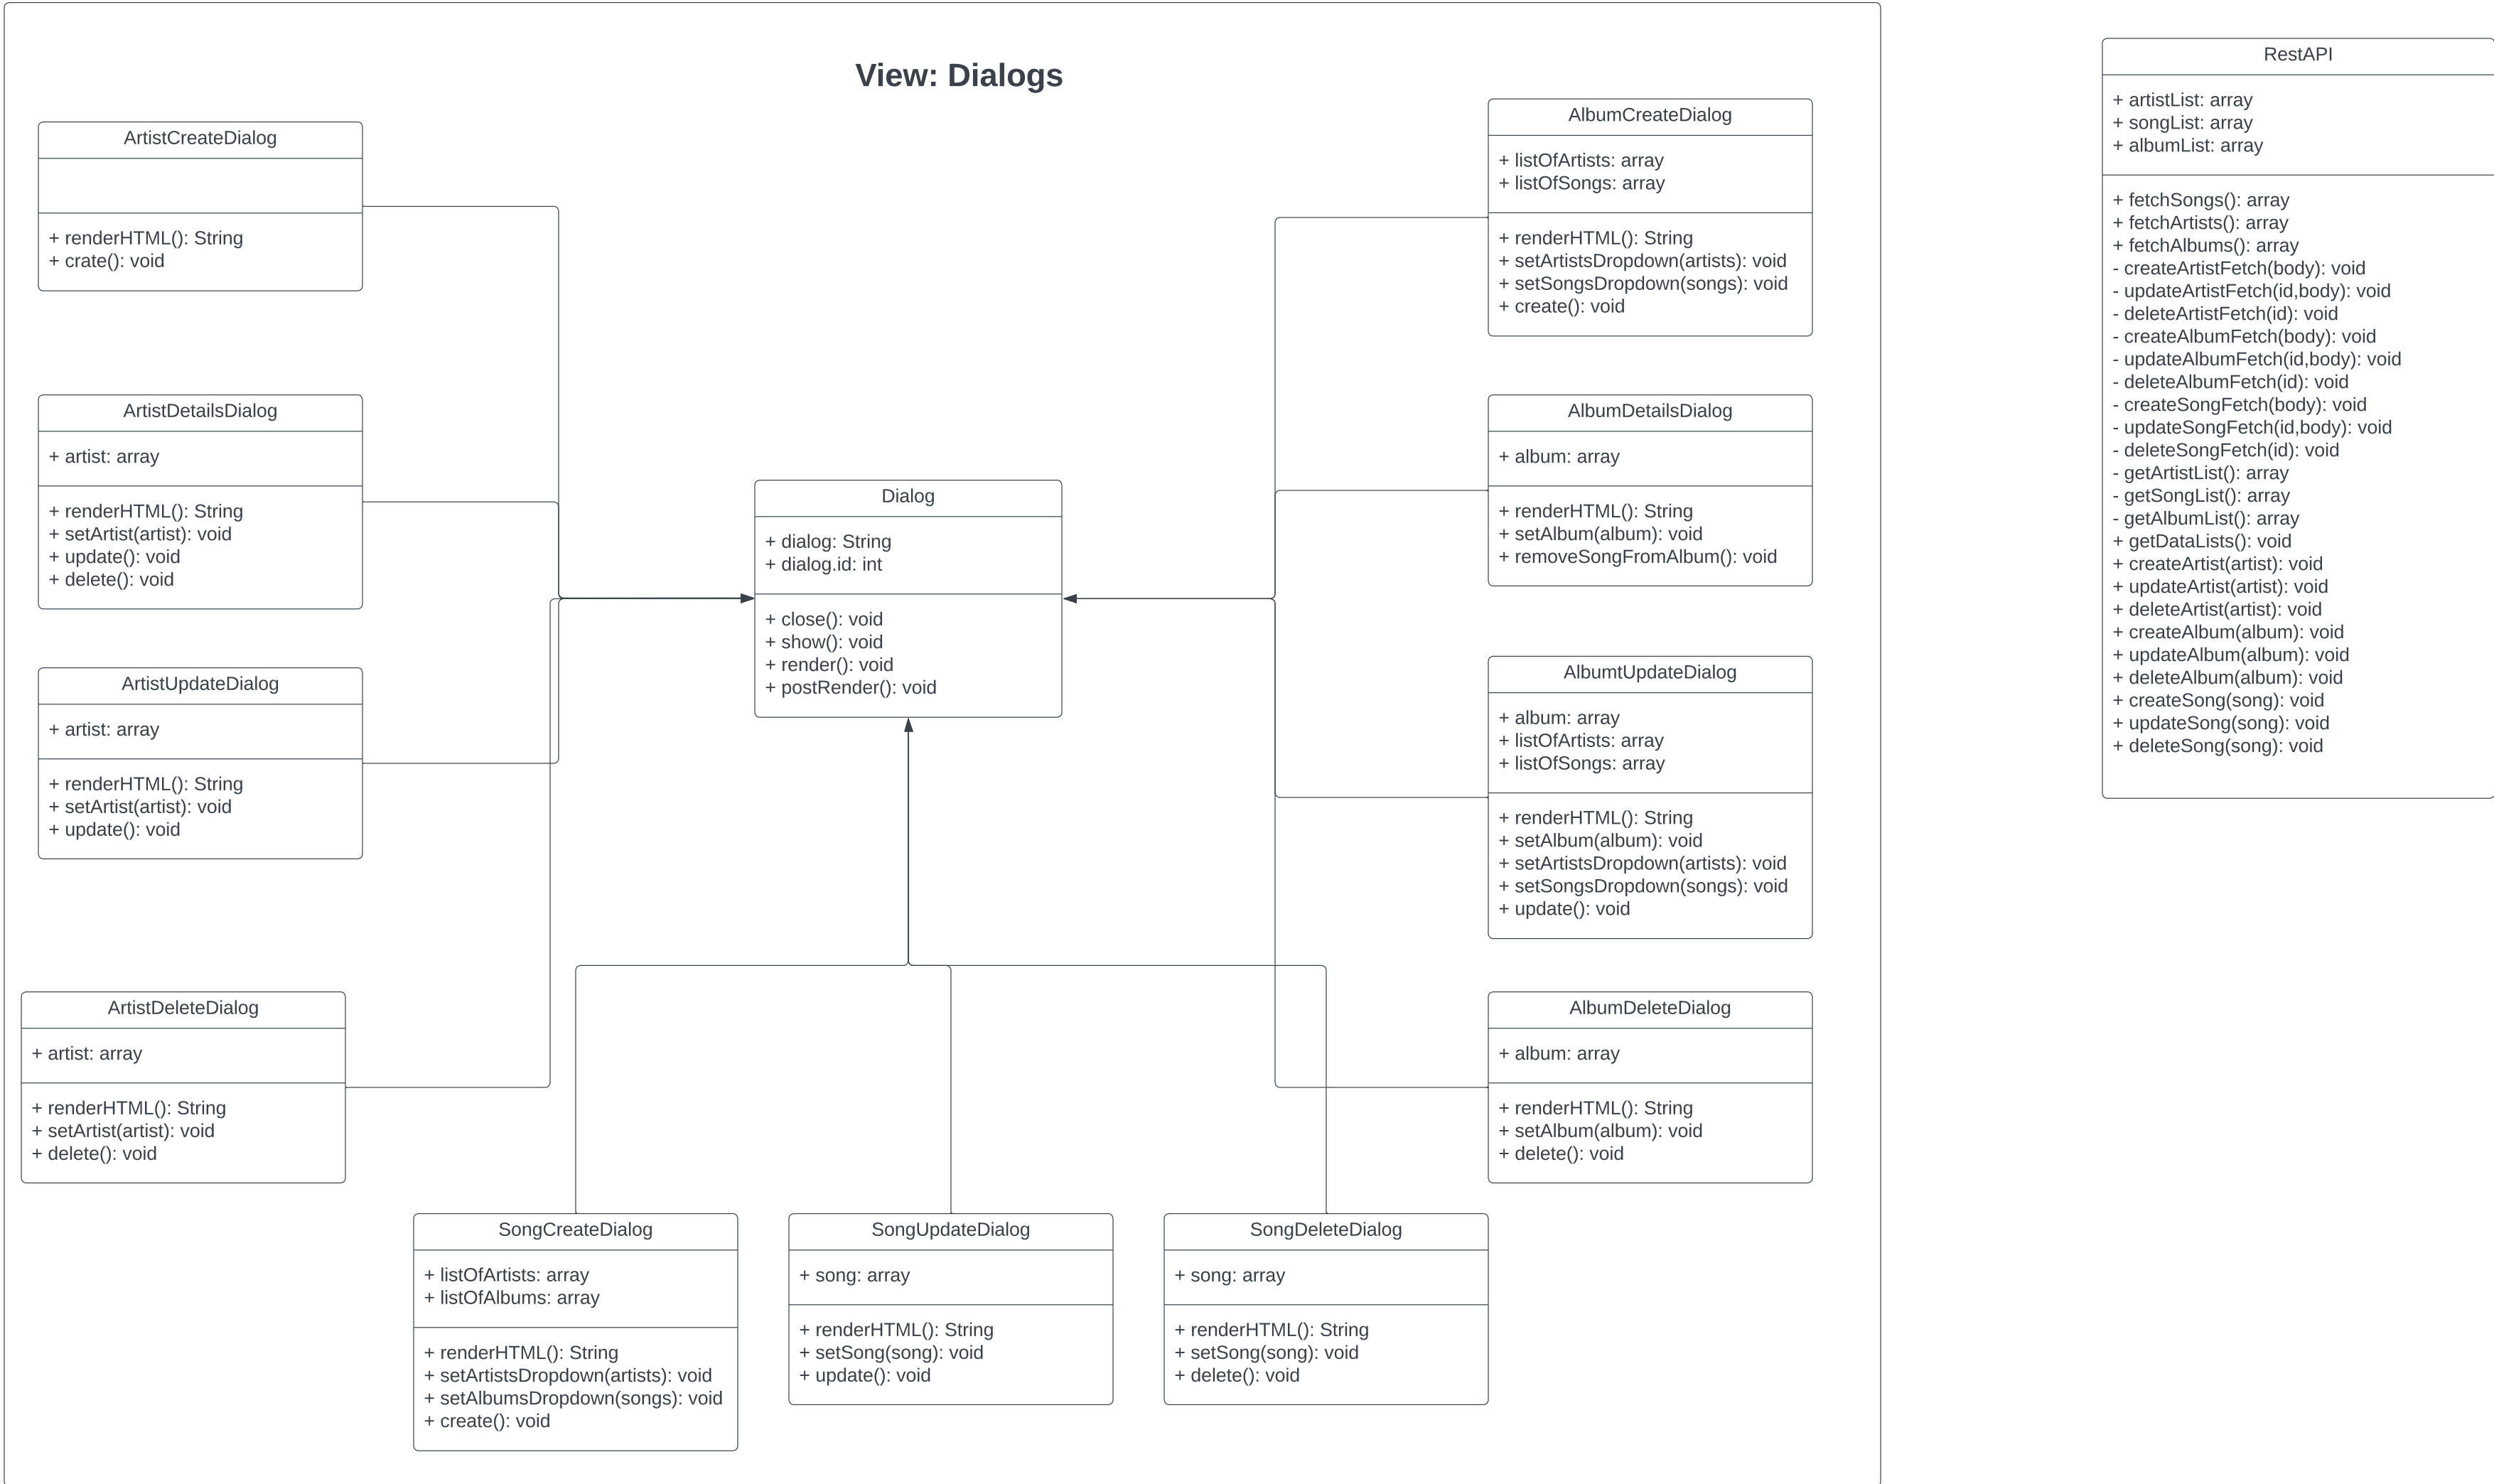 View: Dialogs
ArtistCreateDialog
+ renderHTML(): String
+ crate(): void
ArtistDetailsDialog
+ artist: array
+ renderHTML(): String
+ setArtist(artist): void
+ update(): void
+ delete(): void
ArtistUpdateDialog
+ artist: array
+ renderHTML(): String
+ setArtist(artist): void
+ update(): void
ArtistDeleteDialog
+ artist: array
+ renderHTML(): String
+ setArtist(artist): void
+ delete(): void
Dialog
+ dialog: String
+ dialog.id: int
+ close(): void
+ show(): void
+ render(): void
+ postRender(): void
SongCreateDialog
+ listOfArtists: array
+ listOfAlbums: array
+ renderHTML(): String
+ setArtistsDropdown(artists): void
+ setAlbumsDropdown(songs): void
+ create(): void
SongUpdateDialog
+ song: array
+ renderHTML(): String
+ setSong(song): void
+ update(): void
SongDeleteDialog
+ song: array
+ renderHTML(): String
+ setSong(song): void
+ delete(): void
AlbumCreateDialog
+ listOfArtists: array
+ listOfSongs: array
+ renderHTML(): String
+ setArtistsDropdown(artists): void
+ setSongsDropdown(songs): void
+ create(): void
AlbumDetailsDialog
+ album: array
+ renderHTML(): String
+ setAlbum(album): void
+ removeSongFromAlbum(): void
AlbumtUpdateDialog
+ album: array
+ listOfArtists: array
+ listOfSongs: array
+ renderHTML(): String
+ setAlbum(album): void
+ setArtistsDropdown(artists): void
+ setSongsDropdown(songs): void
+ update(): void
AlbumDeleteDialog
+ album: array
+ renderHTML(): String
+ setAlbum(album): void
+ delete(): void
RestAPI
+ artistList: array
+ songList: array
+ albumList: array
+ fetchSongs(): array
+ fetchArtists(): array
+ fetchAlbums(): array
- createArtistFetch(body): void
- updateArtistFetch(id,body): void
- deleteArtistFetch(id): void
- createAlbumFetch(body): void
- updateAlbumFetch(id,body): void
- deleteAlbumFetch(id): void
- createSongFetch(body): void
- updateSongFetch(id,body): void
- deleteSongFetch(id): void
- getArtistList(): array
- getSongList(): array
- getAlbumList(): array
+ getDataLists(): void
+ createArtist(artist): void
+ updateArtist(artist): void
+ deleteArtist(artist): void
+ createAlbum(album): void
+ updateAlbum(album): void
+ deleteAlbum(album): void
+ createSong(song): void
+ updateSong(song): void
+ deleteSong(song): void